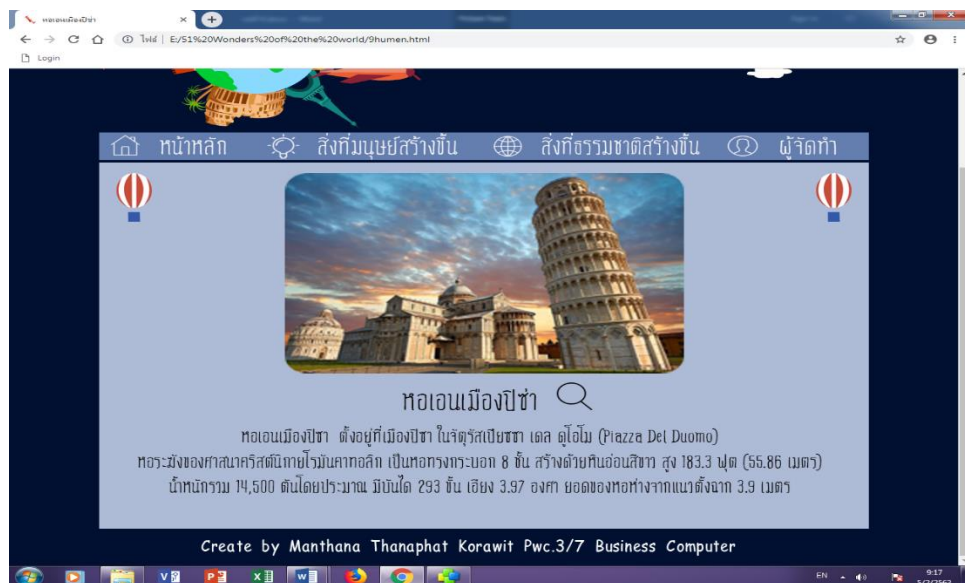 หอเอนเมืองปิซ่า
ไฟล์ | E:/51%20Wonders%20of%20the%20world/9humen.html
Login
หน้าหลัก สิ่งที่มนุษย์สร้างขึ้น สิ่งที่ธรรมชาติสร้างขึ้น ผู้จัดทำ
หอเอนเมืองปิซ่า
หอเอนเมืองปิซา ตั้งอยู่ที่เมืองปิซา ในจัตุรัสเปียซซา เดล ดูโอโม (Piazza Del Duomo)
หอระฆังของศาสนาคริสต์นิกายโรมันคาทอลิก เป็นหอทรงกระบอก 8 ชั้น สร้างด้วยหินอ่อนสีขาว สูง 183.3 ฟุต (55.86 เมตร)
น้ำหนักรวม 14,500 ตันโดยประมาณ มีบันได 293 ขั้น เอียง 3.97 องศา ยอดของหอห่างจากแนวตั้งฉาก 3.9 เมตร
Create by Manthana Thanaphat Korawit Pwc.3/7 Business Computer
EN
9:17
5/2/2563